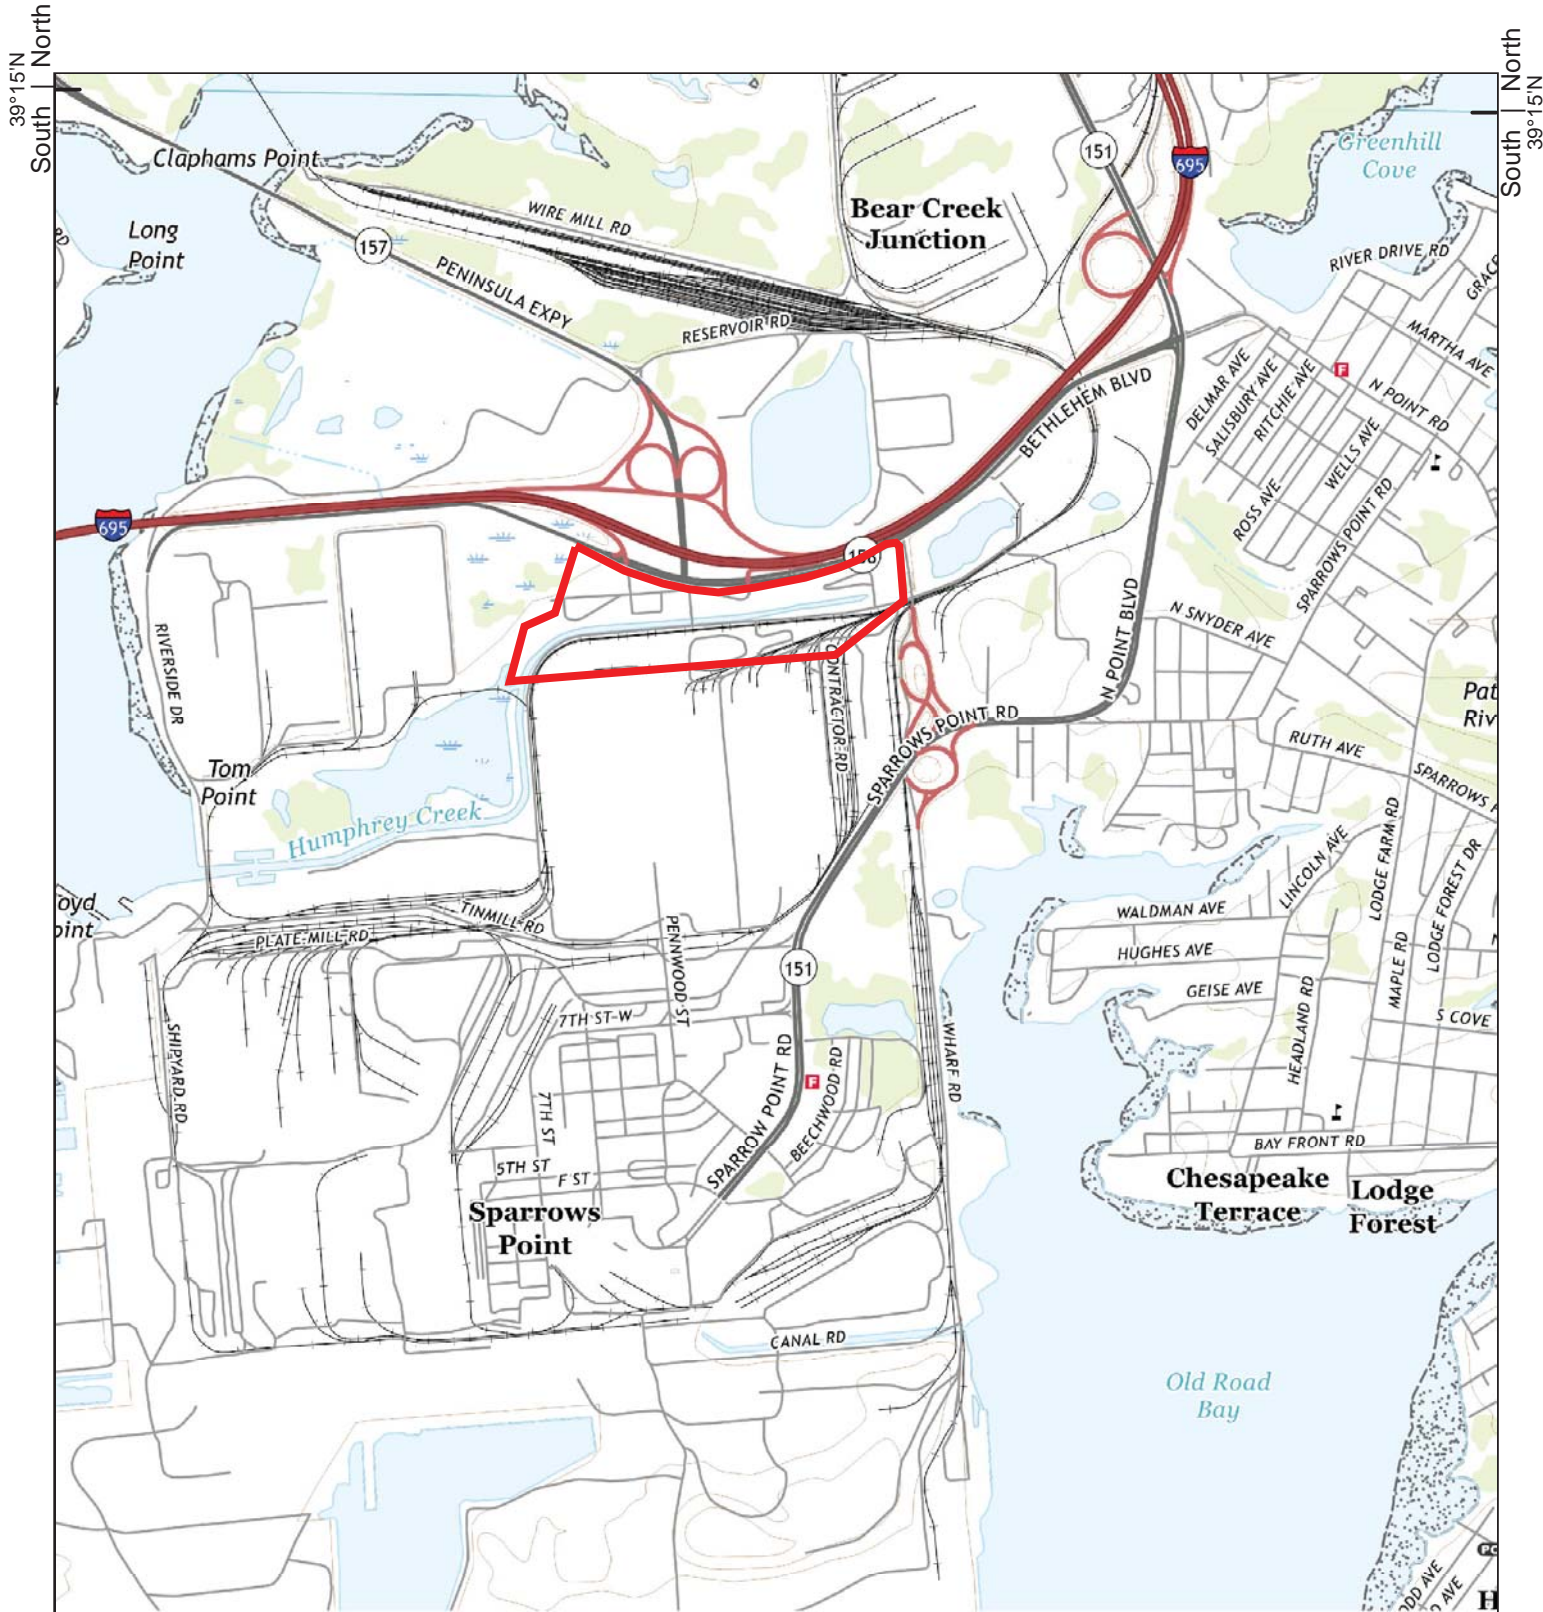 39°15'N
South | North
South | North
39°15'N
Claphams Point
Long
Point
157
WIRE MILL RD
PENINSULA EXPY
RESERVOIR RD
Bear Creek
Junction
151
695
Greenhill
Cove
RIVER DRIVE RD
MARTHA AVE
F
N POINT RD
DELMAR AVE
SALISBURY AVE
RITCHIE AVE
WELLS AVE
ROSS AVE
SPARROWS POINT RD
BETHLEHEM BLVD
695
N POINT BLVD
N SNYDER AVE
RIVERSIDE DR
CONTRACTOR RD
SPARROWS POINT RD
Pat
Riv
RUTH AVE
SPARROWS
Tom
Point
Humphrey Creek
LINCOLN AVE
LODGE FARM RD
LODGE FOREST DR
WALDMAN AVE
HUGHES AVE
GEISE AVE
HEADLAND RD
MAPLE RD
S COVE
oyd
oint
TINMILL RD
PLATE MILL RD
PENNWOOD ST
151
7TH ST W
SHIPYARD RD
7TH ST
SPARROW POINT RD
F
BEECHWOOD RD
WHARF RD
5TH ST
F ST
BAY FRONT RD
Chesapeake
Terrace
Lodge
Forest
Sparrows
Point
CANAL RD
Old Road
Bay
H